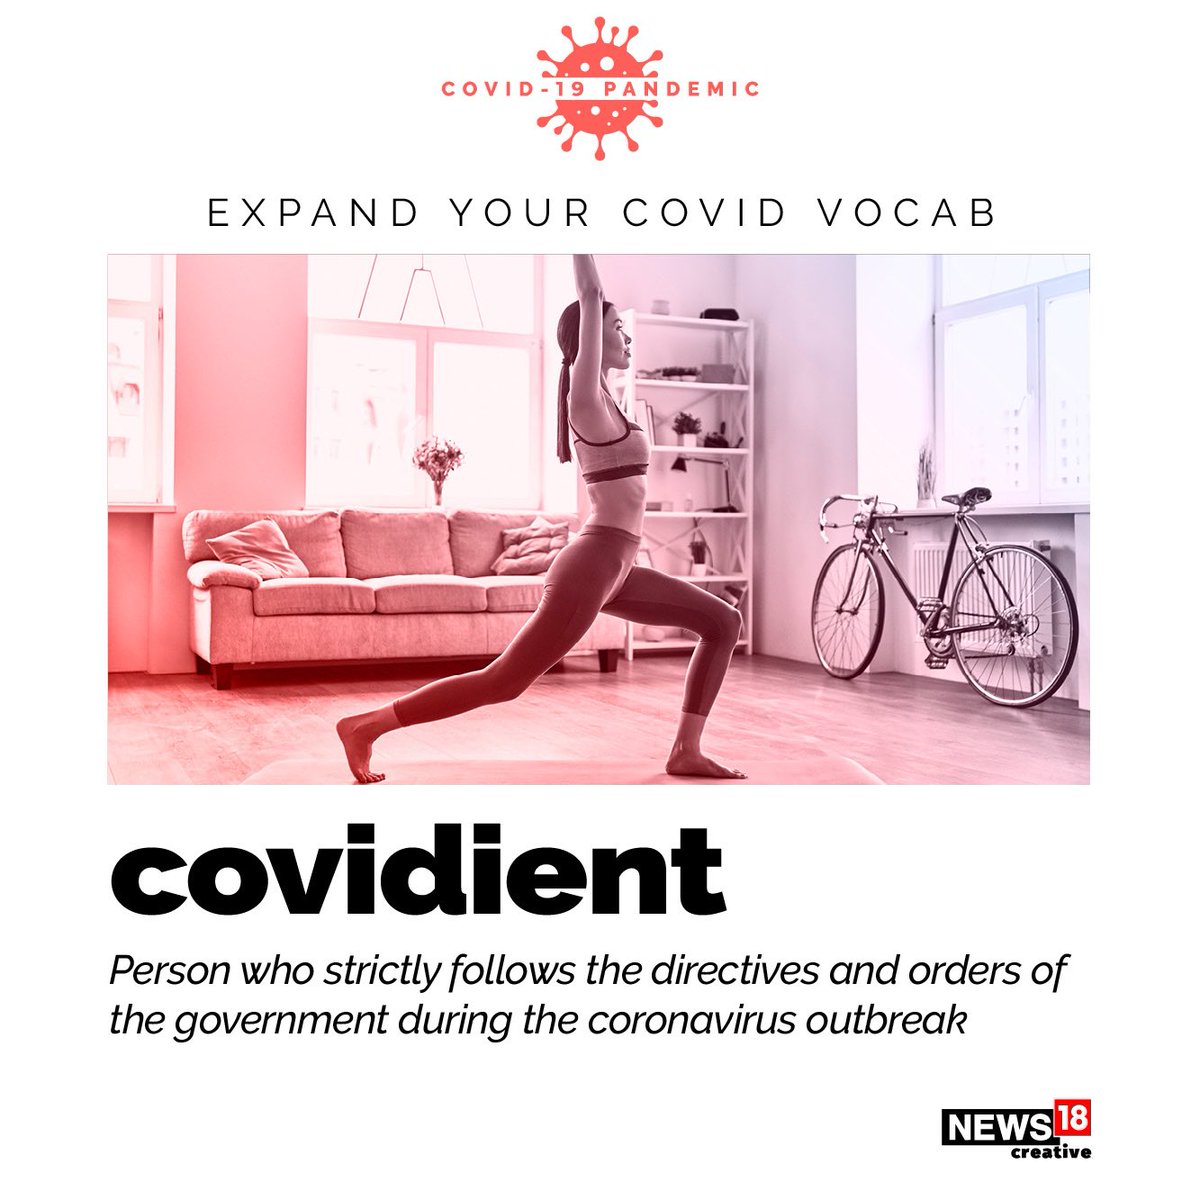 COVID-19 PANDEMIC
EXPAND YOUR COVID VOCAB
covidient
Person who strictly follows the directives and orders of
the government during the coronavirus outbreak
NEWS18
creative